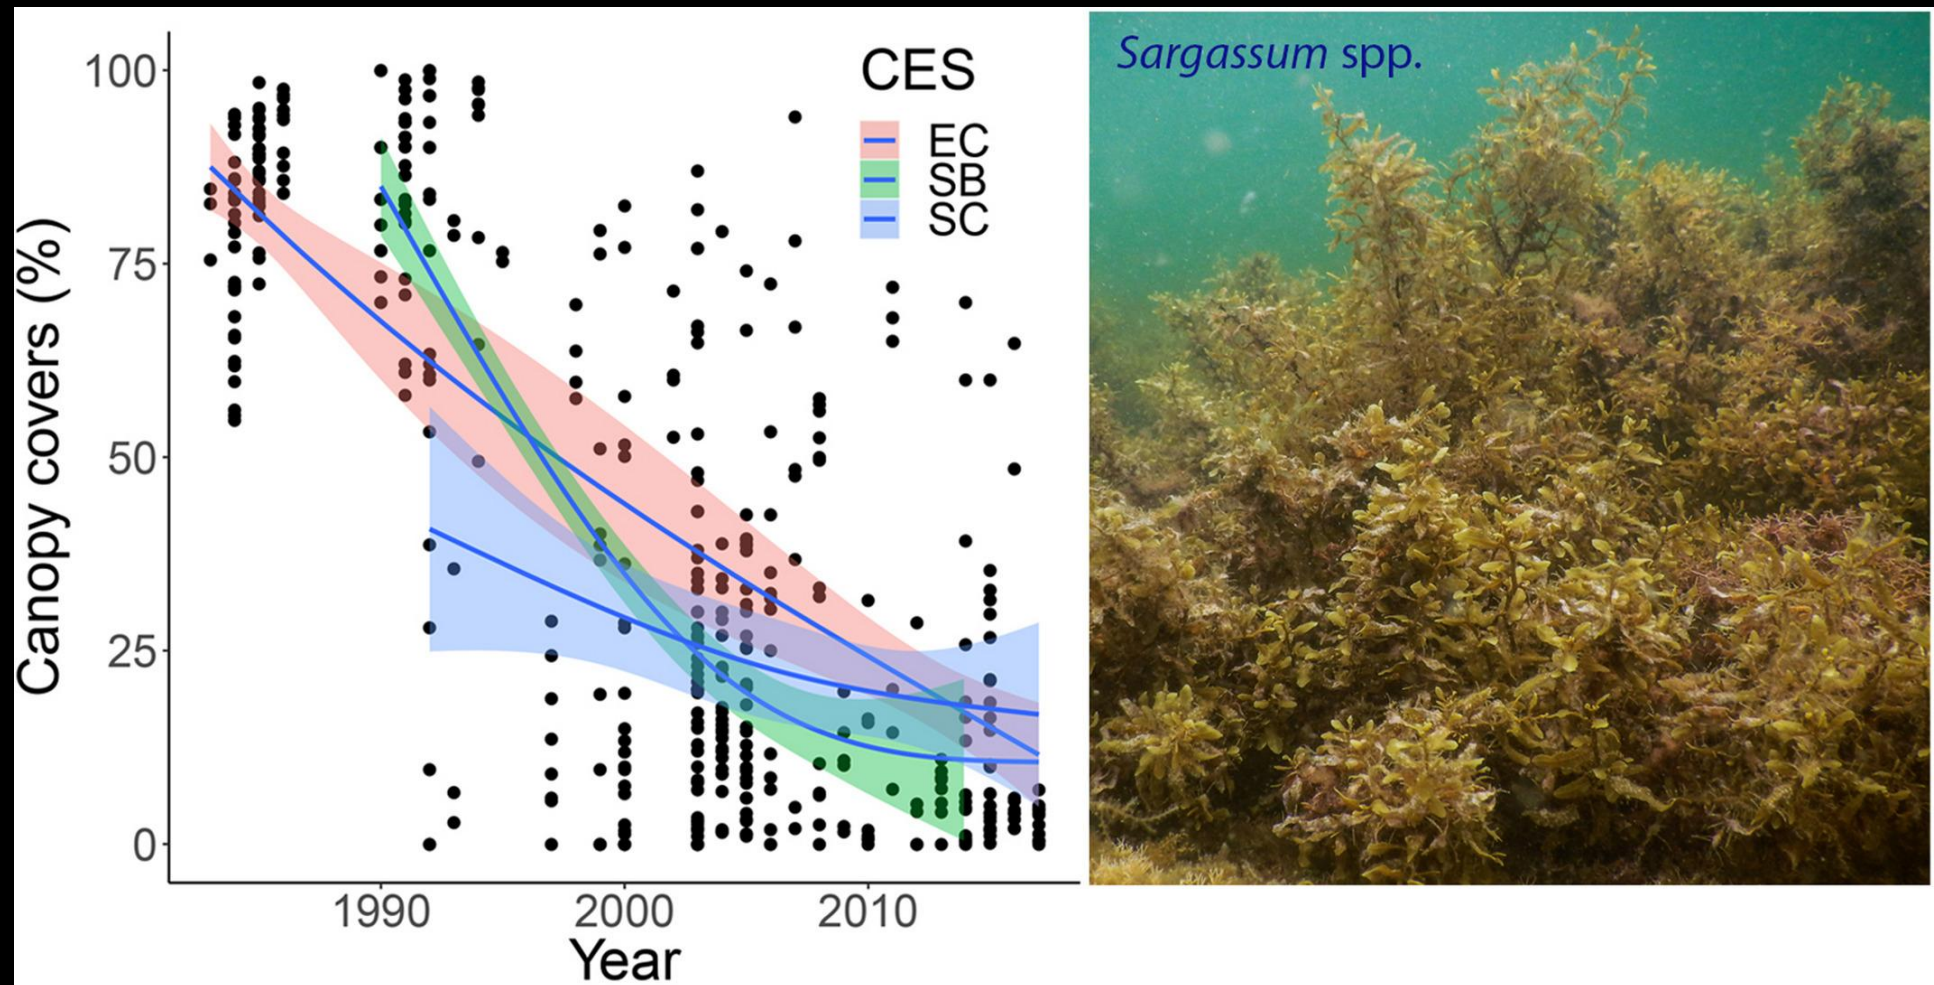 Canopy covers (%)
100
75
50
25
0
1990 2000 2010
Year
CES
EC
SB
SC
Sargassum spp.